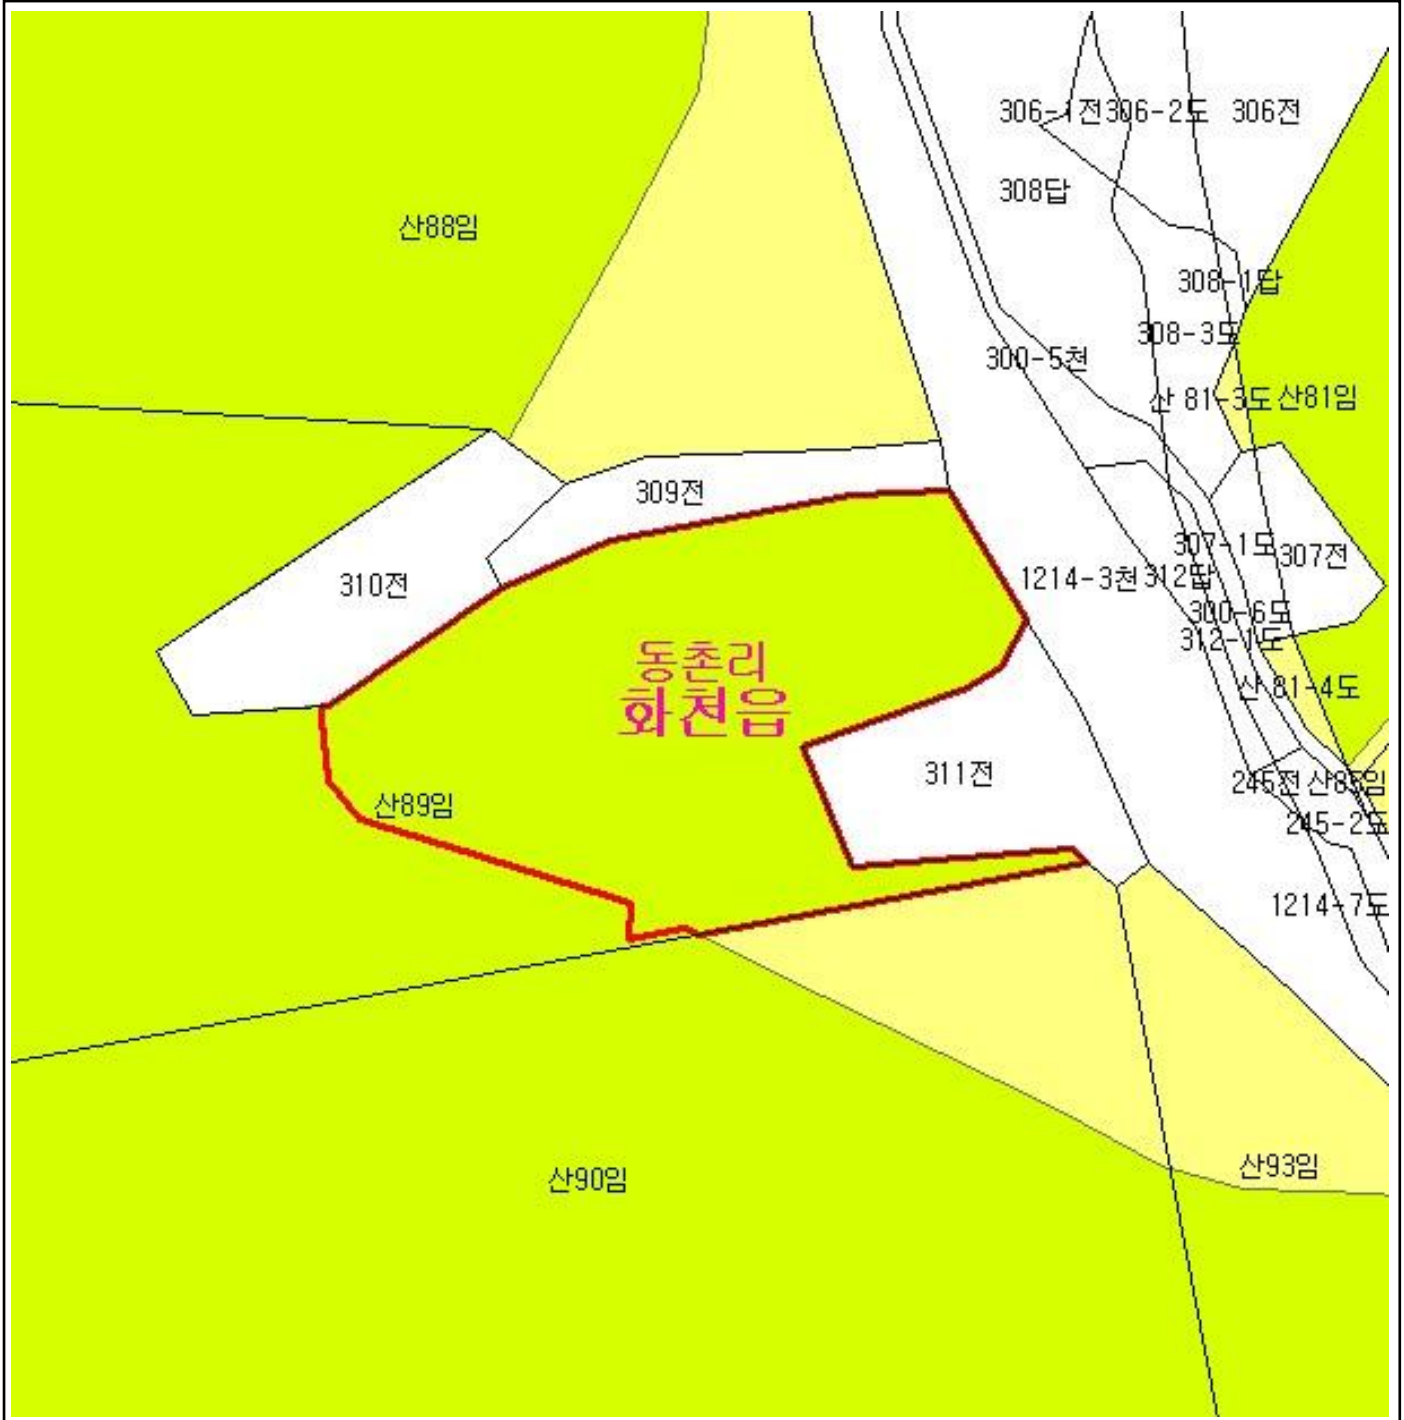 306-1전 306-2도 306전
308답
산88임
308-1답
308-3도
300-5천
산 81-3도 산81임
309전
307-1도 307전
310전
1214-3천 312답
300-6도
312-1도
동촌리
화천읍
산 81-4도
311전
245전 산85임
산89임
245-2도
1214-7도
산93임
산90임